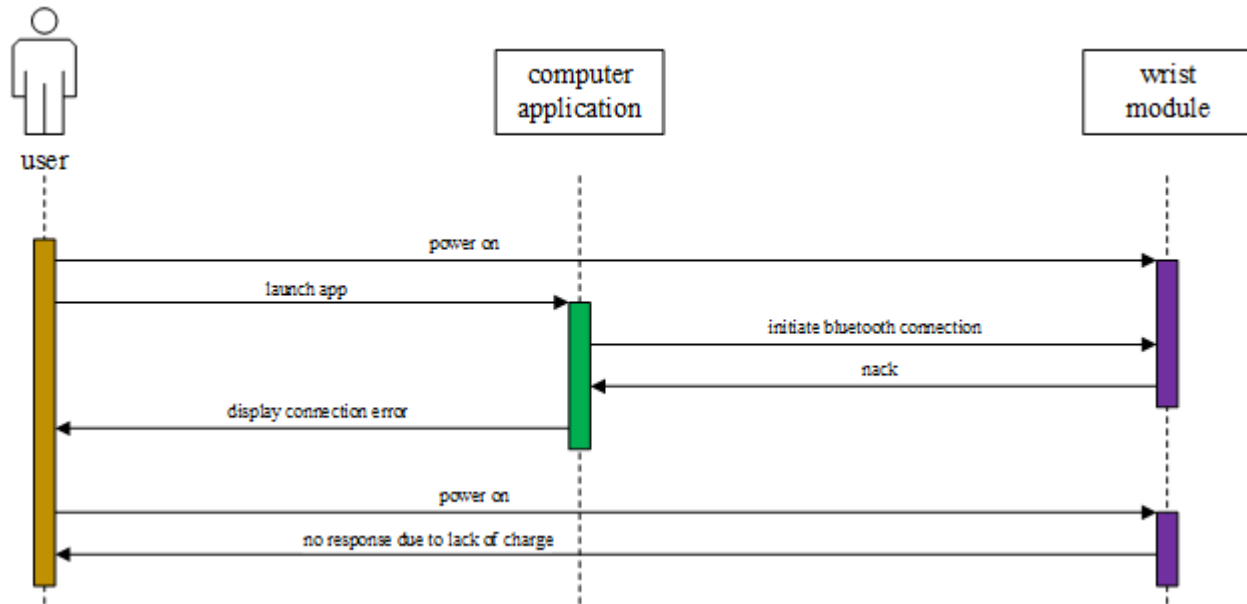 computer
application
wrist
module
user
power on
launch app
initiate bluetooth connection
nack
display connection error
power on
no response due to lack of charge